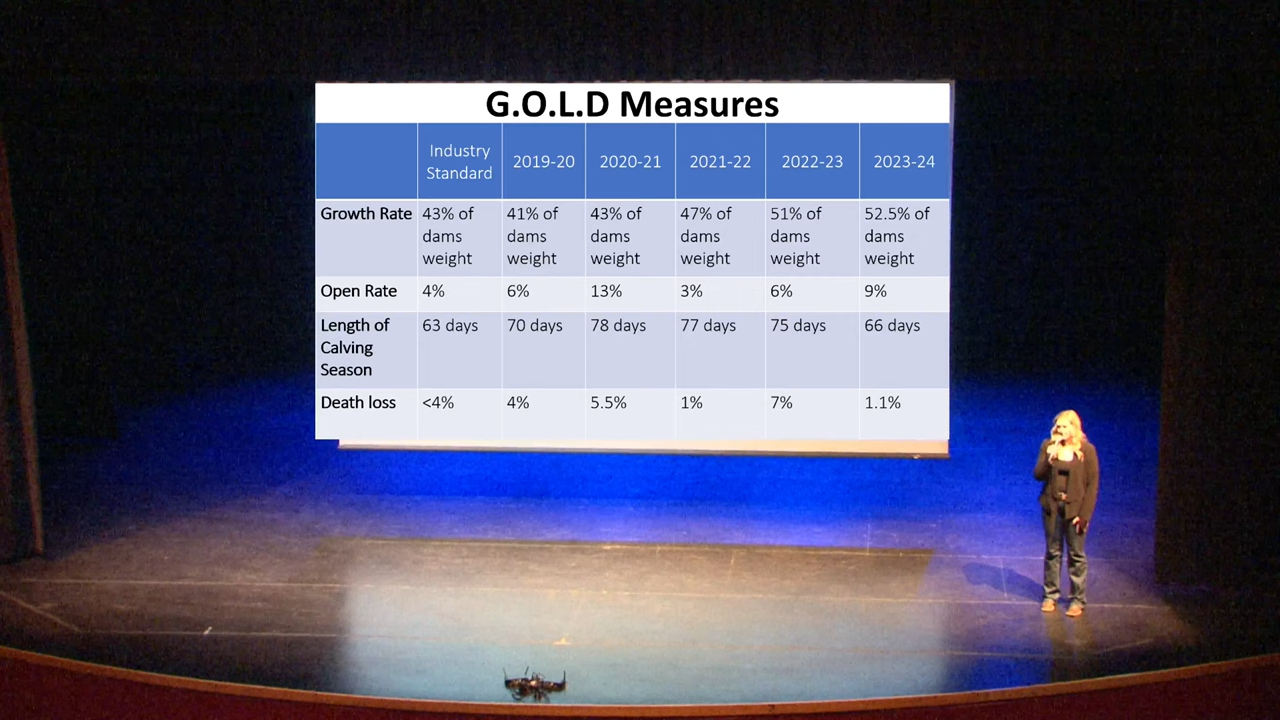 G.O.L.D Measures
Industry Standard 2019-20 2020-21 2021-22 2022-23 2023-24
Growth Rate 43% of dams weight 41% of dams weight 43% of dams weight 47% of dams weight 51% of dams weight 52.5% of dams weight
Open Rate 4% 6% 13% 3% 6% 9%
Length of Calving Season 63 days 70 days 78 days 77 days 75 days 66 days
Death loss <4% 4% 5.5% 1% 7% 1.1%